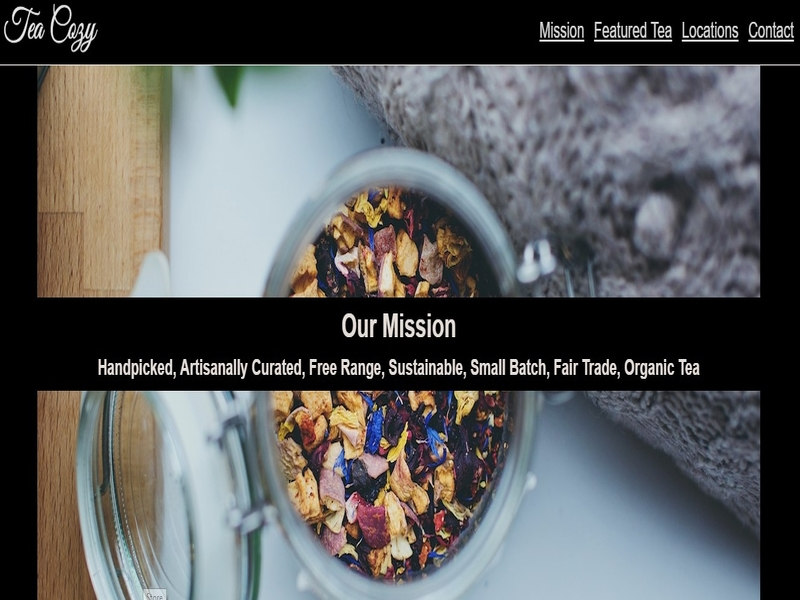 Tea Cozy
Mission Featured Tea Locations Contact
Our Mission
Handpicked, Artisanally Curated, Free Range, Sustainable, Small Batch, Fair Trade, Organic Tea
Store